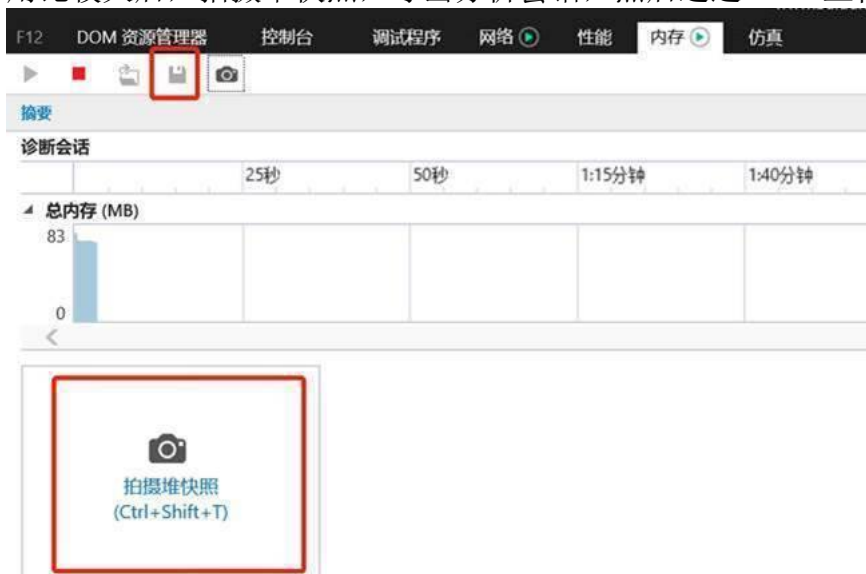 F12 DOM 资源管理器 控制台 调试程序 网络 性能 内存 仿真
摘要
诊断会话
25秒 50秒 1:15分钟 1:40分钟
总内存 (MB)
83
0
拍摄堆快照
(Ctrl+Shift+T)